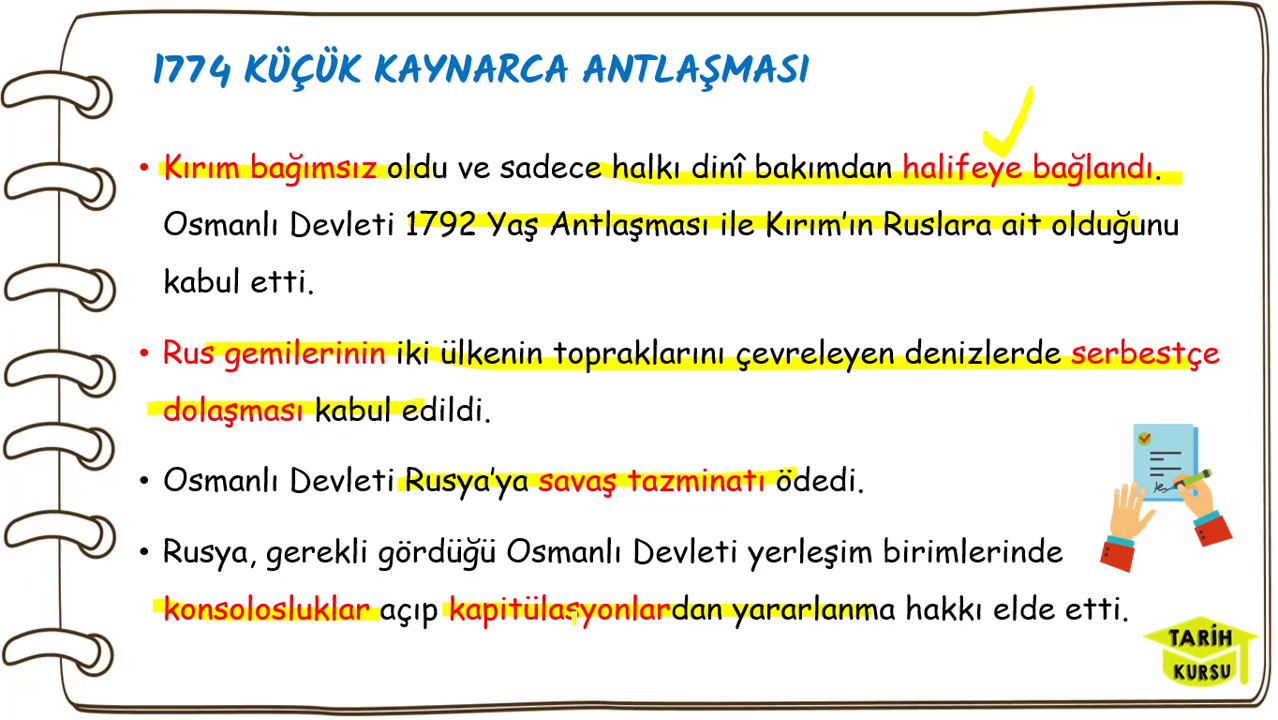 1774 KÜÇÜK KAYNARCA ANTLAŞMASI
• Kırım bağımsız oldu ve sadece halkı dinî bakımdan halifeye bağlandı.
Osmanlı Devleti 1792 Yaş Antlaşması ile Kırım’ın Ruslara ait olduğunu
kabul etti.
• Rus gemilerinin iki ülkenin topraklarını çevreleyen denizlerde serbestçe
dolaşması kabul edildi.
• Osmanlı Devleti Rusya’ya savaş tazminatı ödedi.
• Rusya, gerekli gördüğü Osmanlı Devleti yerleşim birimlerinde
konsolosluklar açıp kapitülasyonlardan yararlanma hakkı elde etti.
TARİH
KURSU